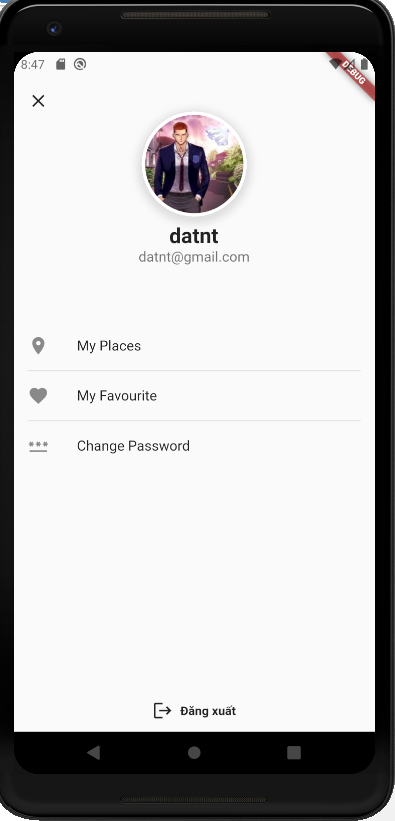 8:47
DEBUG
datnt
datnt@gmail.com
My Places
My Favourite
Change Password
Đăng xuất